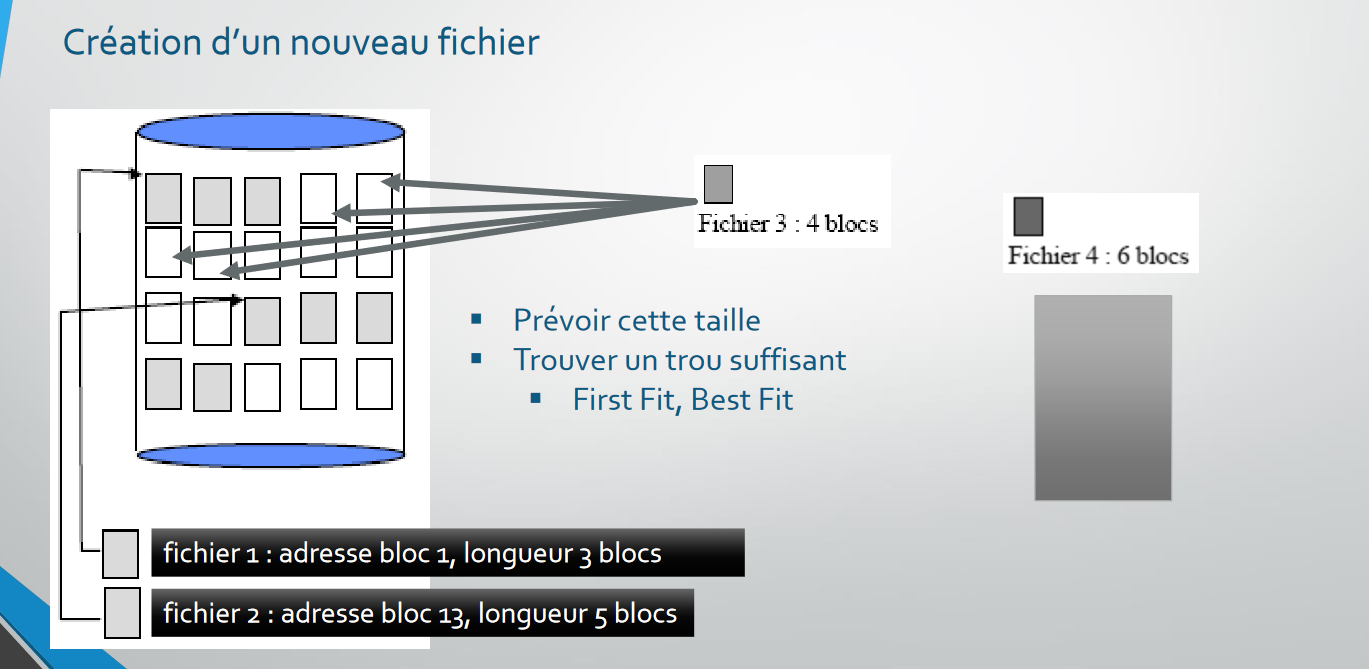 Création d’un nouveau fichier
Fichier 3 : 4 blocs
Fichier 4 : 6 blocs
▪ Prévoir cette taille
▪ Trouver un trou suffisant
▪ First Fit, Best Fit
fichier 1 : adresse bloc 1, longueur 3 blocs
fichier 2 : adresse bloc 13, longueur 5 blocs